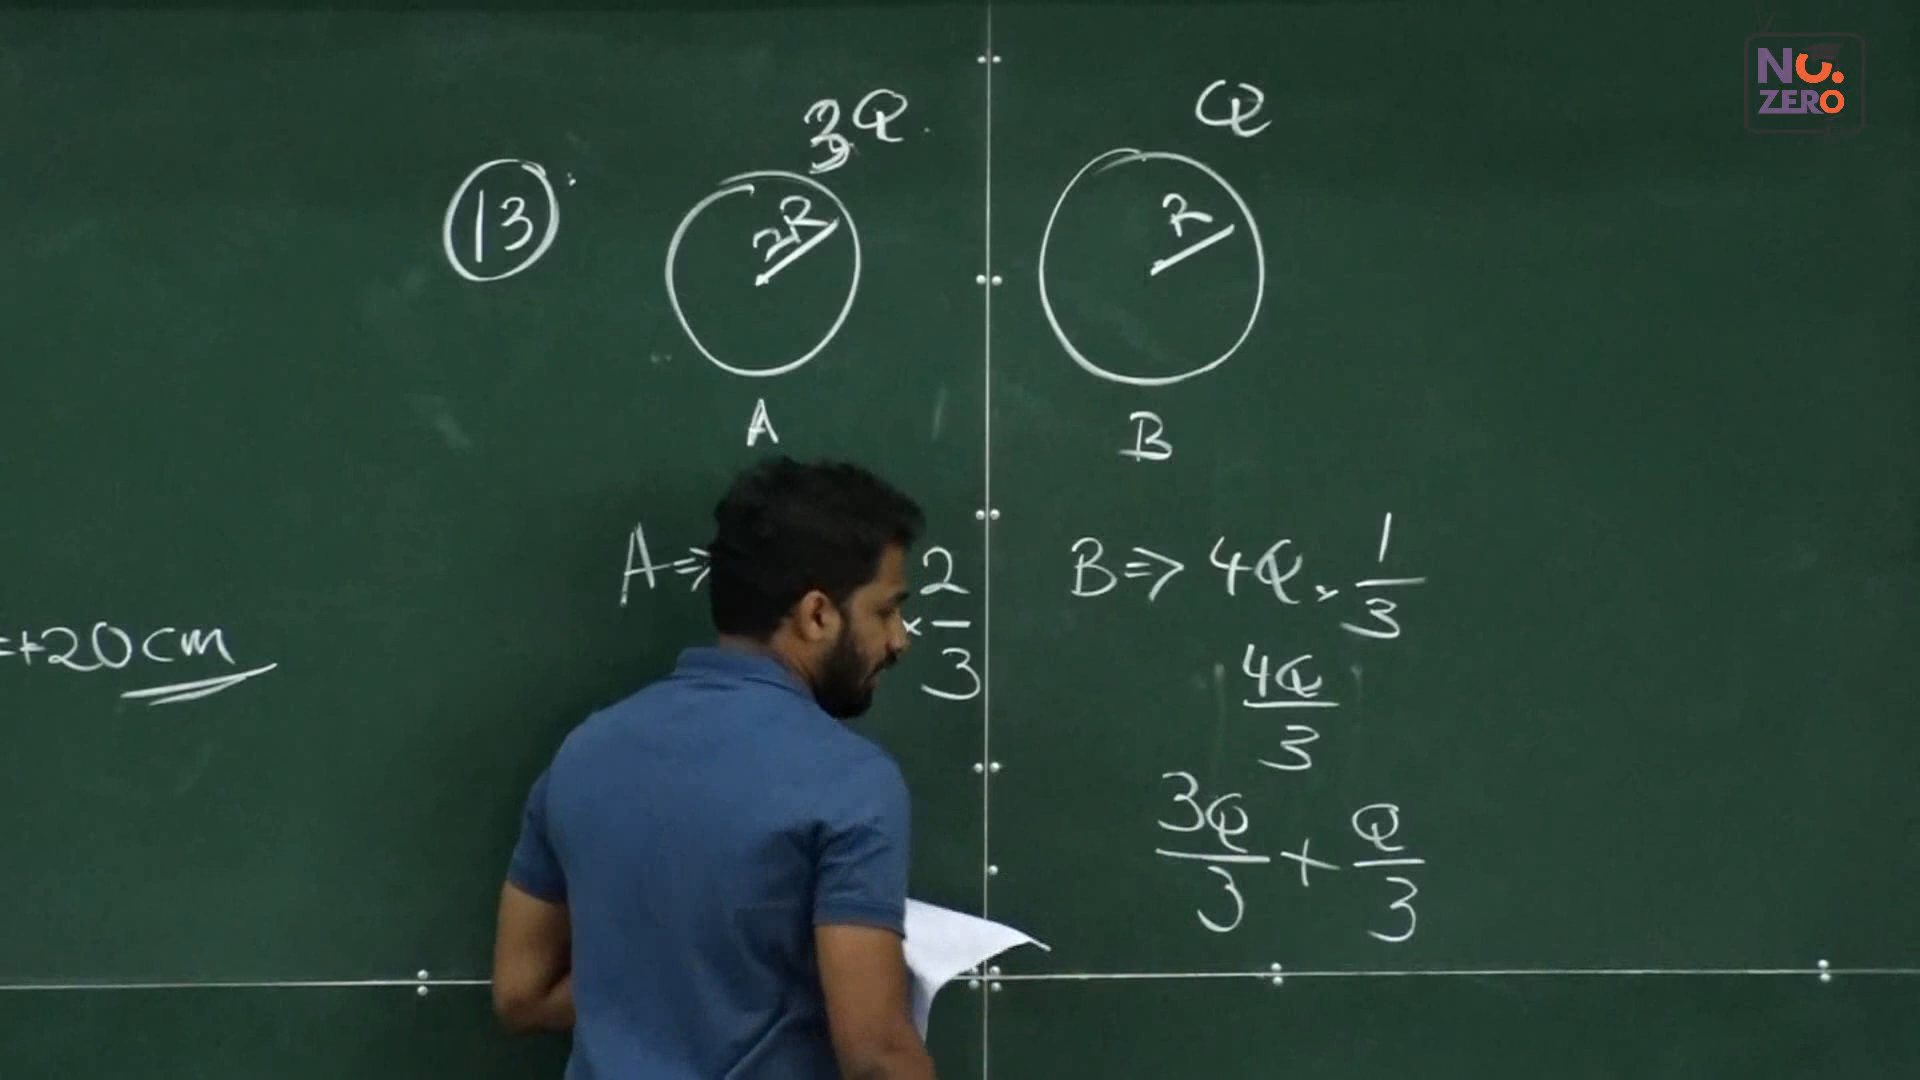 NO.
ZERO
13
3Q
Q
2R
R
A
B
A ⇒ × 2/3
B ⇒ 4Q × 1/3
=+20cm
4Q/3
3Q/3 + Q/3